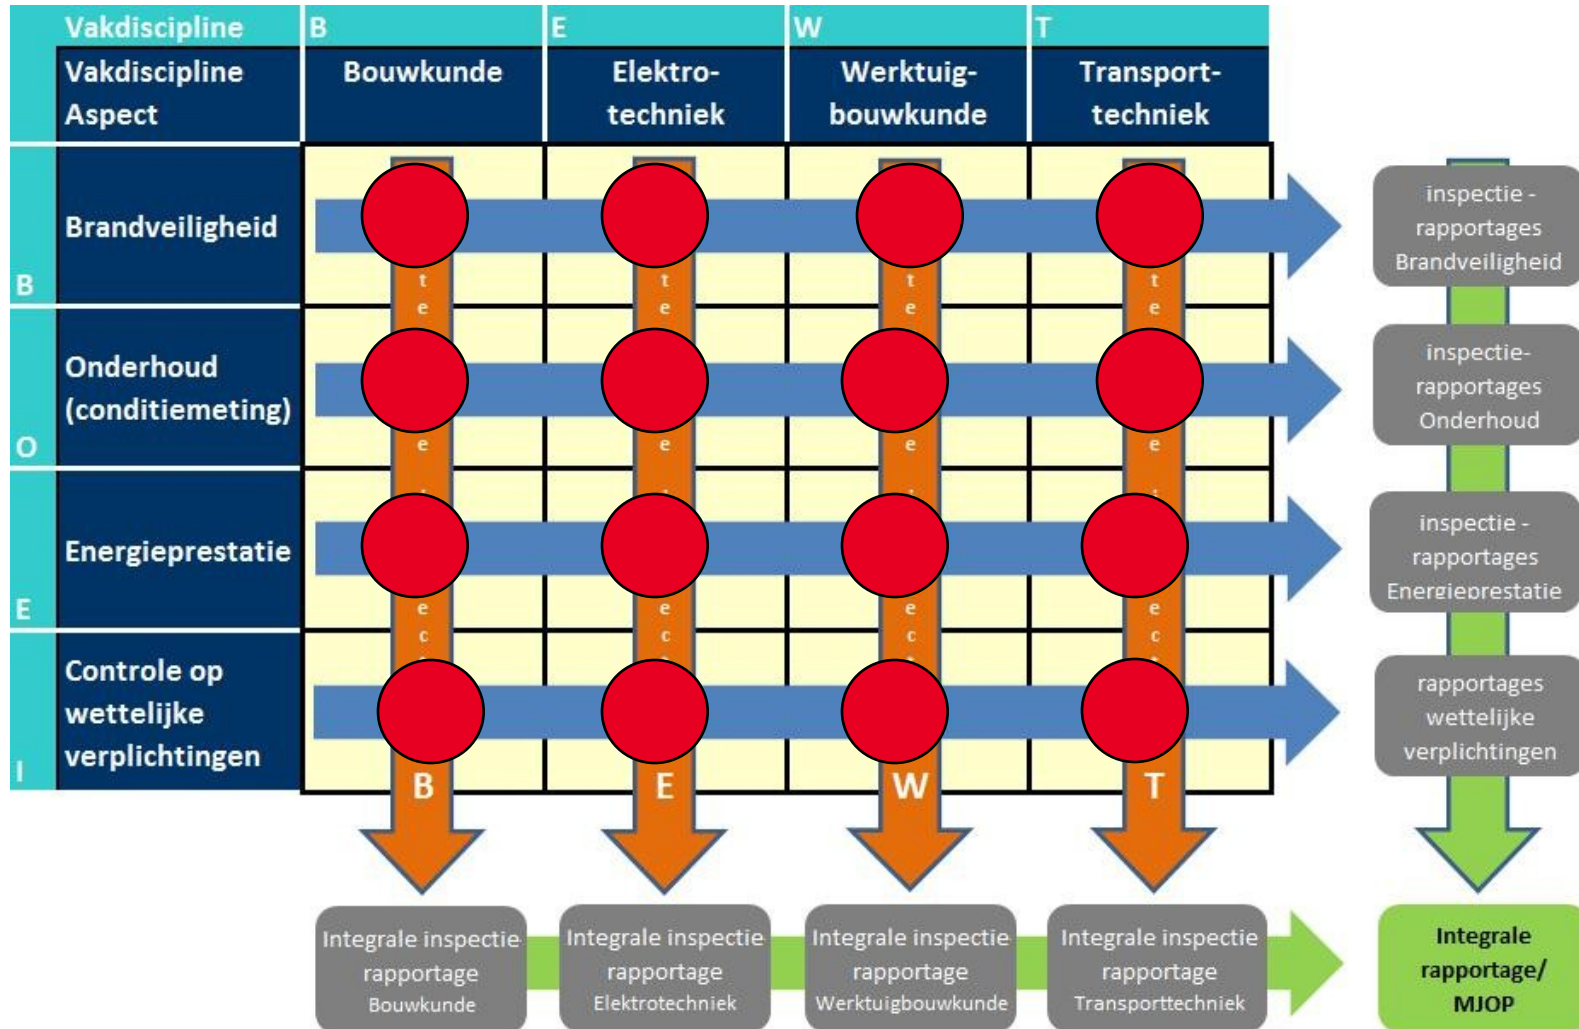 Vakdiscipline B E W T
Vakdiscipline
Aspect
Bouwkunde
Elektro-
techniek
Werktuig-
bouwkunde
Transport-
techniek
B
Brandveiligheid
t
e
t
e
t
e
t
e
inspectie -
rapportages
Brandveiligheid
O
Onderhoud
(conditiemeting)
e
e
e
e
inspectie-
rapportages
Onderhoud
E
Energieprestatie
e
c
e
c
e
c
e
c
inspectie -
rapportages
Energieprestatie
I
Controle op
wettelijke
verplichtingen
B
E
W
T
rapportages
wettelijke
verplichtingen
Integrale inspectie
rapportage
Bouwkunde
Integrale inspectie
rapportage
Elektrotechniek
Integrale inspectie
rapportage
Werktuigbouwkunde
Integrale inspectie
rapportage
Transporttechniek
Integrale
rapportage/
MJOP